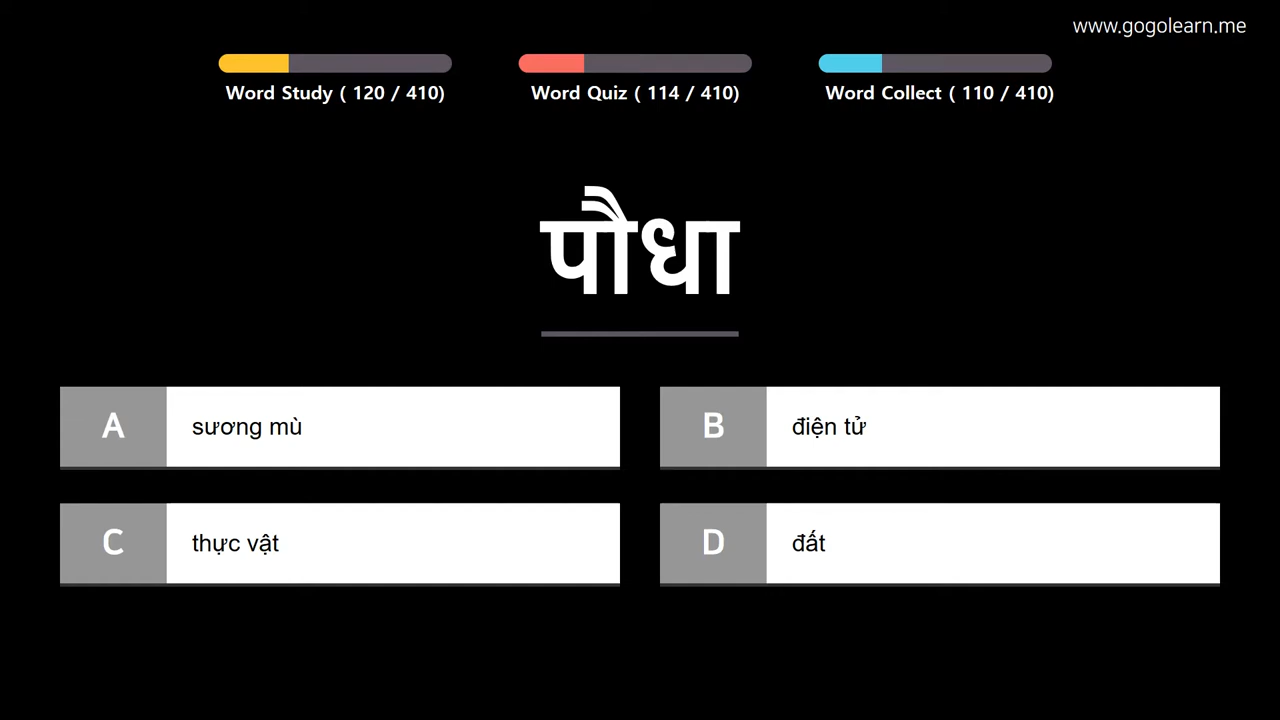 www.gogolearn.me
Word Study ( 120 / 410)
Word Quiz ( 114 / 410)
Word Collect ( 110 / 410)
पौधा
A
sương mù
B
điện tử
C
thực vật
D
đất